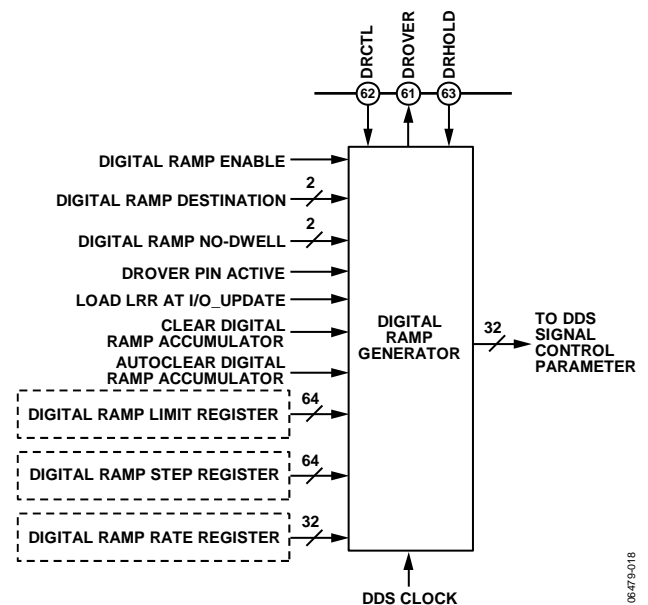 DRCTL
DROVER
DRHOLD
62
61
63
DIGITAL RAMP ENABLE
2
DIGITAL RAMP DESTINATION
2
DIGITAL RAMP NO-DWELL
DROVER PIN ACTIVE
LOAD LRR AT I/O_UPDATE
CLEAR DIGITAL
RAMP ACCUMULATOR
AUTOCLEAR DIGITAL
RAMP ACCUMULATOR
64
DIGITAL RAMP LIMIT REGISTER
64
DIGITAL RAMP STEP REGISTER
32
DIGITAL RAMP RATE REGISTER
DIGITAL
RAMP
GENERATOR
32
TO DDS
SIGNAL
CONTROL
PARAMETER
DDS CLOCK
06479-018